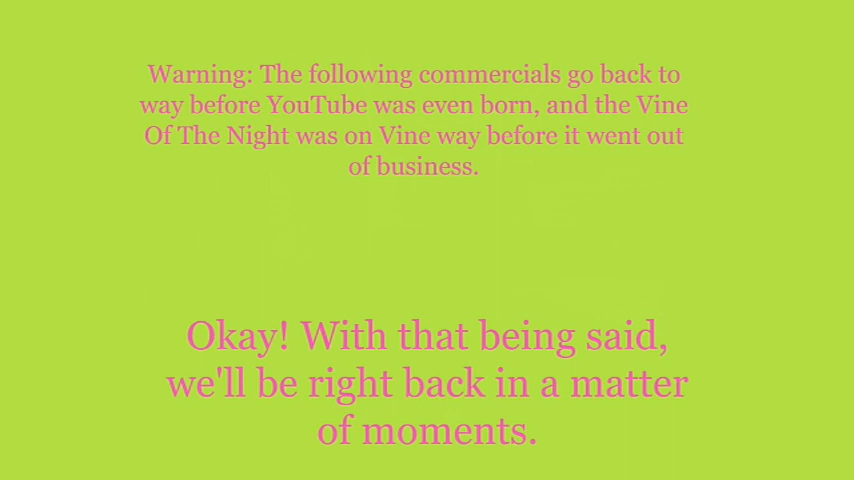 Warning: The following commercials go back to
way before YouTube was even born, and the Vine
Of The Night was on Vine way before it went out
of business.
Okay! With that being said,
we'll be right back in a matter
of moments.